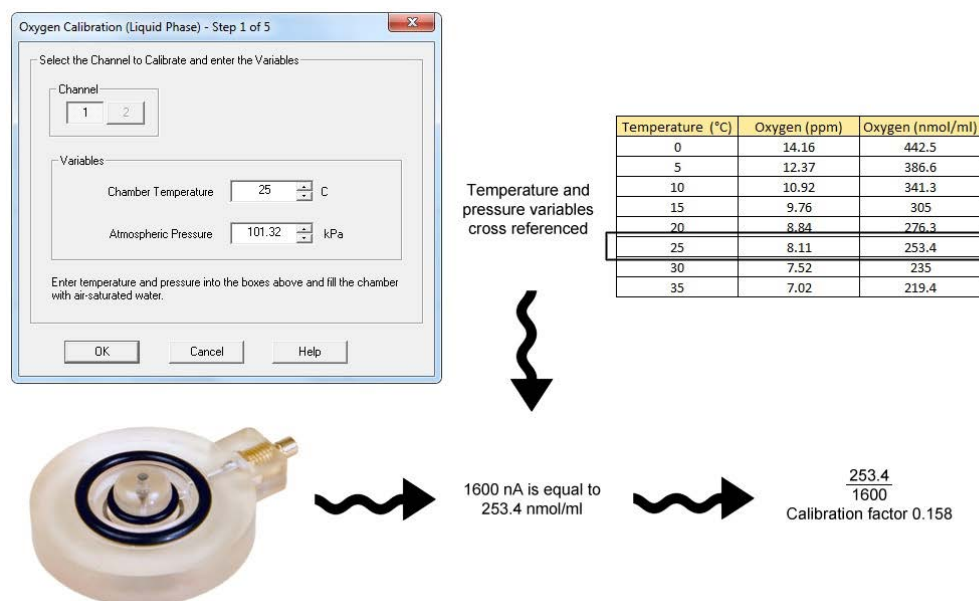 Oxygen Calibration (Liquid Phase) - Step 1 of 5
Select the Channel to Calibrate and enter the Variables
Channel
1 2
Variables
Chamber Temperature 25 C
Atmospheric Pressure 101.32 kPa
Enter temperature and pressure into the boxes above and fill the chamber
with air-saturated water.
OK Cancel Help
Temperature and
pressure variables
cross referenced
Temperature (°C) Oxygen (ppm) Oxygen (nmol/ml)
0 14.16 442.5
5 12.37 386.6
10 10.92 341.3
15 9.76 305
20 8.84 276.3
25 8.11 253.4
30 7.52 235
35 7.02 219.4
1600 nA is equal to
253.4 nmol/ml
253.4
1600
Calibration factor 0.158